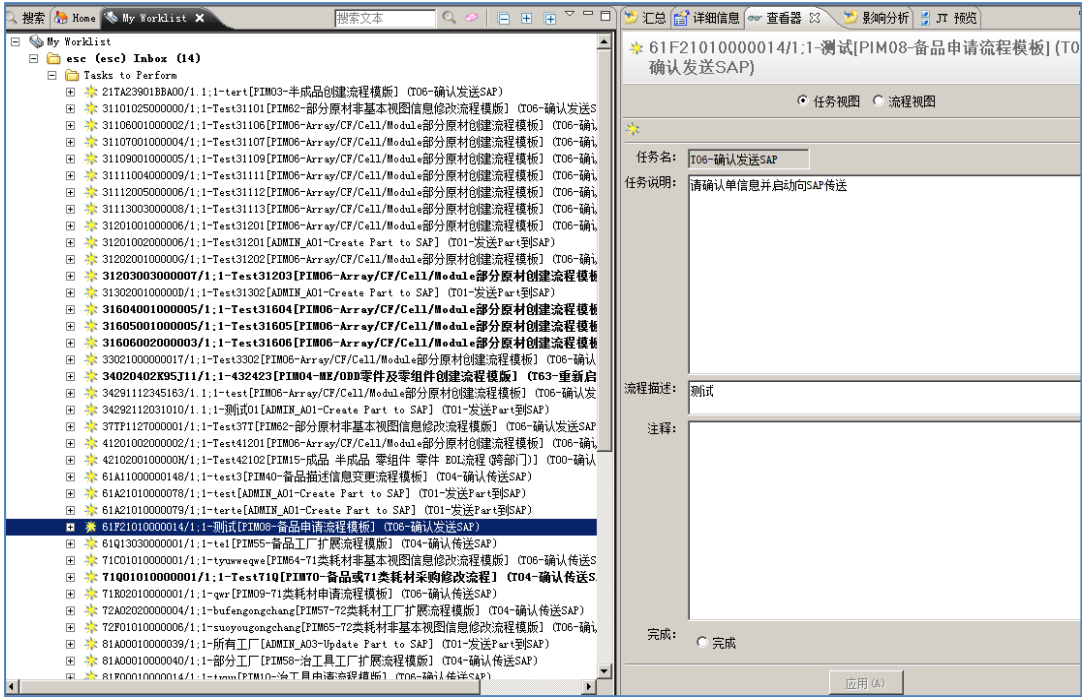 搜索 Home My Worklist 搜索文本
My Worklist
esc (esc) Inbox (14)
Tasks to Perform
21TA23901BBA00/1.1;1-tert[PIM03-半成品创建流程模版] (T06-确认发送SAP)
31101025000000/1;1-Test31101[PIM62-部分原材非基本视图信息修改流程模版] (T06-确认发送S
31106001000002/1;1-Test31106[PIM06-Array/CF/Cell/Module部分原材创建流程模板] (T06-确认
31107001000004/1;1-Test31107[PIM06-Array/CF/Cell/Module部分原材创建流程模板] (T06-确认
31109001000005/1;1-Test31109[PIM06-Array/CF/Cell/Module部分原材创建流程模板] (T06-确认
31111004000009/1;1-Test31111[PIM06-Array/CF/Cell/Module部分原材创建流程模板] (T06-确认
31112005000006/1;1-Test31112[PIM06-Array/CF/Cell/Module部分原材创建流程模板] (T06-确认
31113003000008/1;1-Test31113[PIM06-Array/CF/Cell/Module部分原材创建流程模板] (T06-确认
31201001000006/1;1-Test31201[PIM06-Array/CF/Cell/Module部分原材创建流程模板] (T06-确认
31201002000006/1;1-Test31201[ADMIN_A01-Create Part to SAP] (T01-发送Part到SAP)
3120200100000G/1;1-Test31202[PIM06-Array/CF/Cell/Module部分原材创建流程模板] (T06-确认
31203003000007/1;1-Test31203[PIM06-Array/CF/Cell/Module部分原材创建流程模板
3130200100000D/1;1-Test31302[ADMIN_A01-Create Part to SAP] (T01-发送Part到SAP)
31604001000005/1;1-Test31604[PIM06-Array/CF/Cell/Module部分原材创建流程模板
31605001000005/1;1-Test31605[PIM06-Array/CF/Cell/Module部分原材创建流程模板
31606002000003/1;1-Test31606[PIM06-Array/CF/Cell/Module部分原材创建流程模板
33021000000017/1;1-Test3302[PIM06-Array/CF/Cell/Module部分原材创建流程模板] (T06-确认
34020402K95J11/1;1-432423[PIM04-ME/ODD零件及零组件创建流程模版] (T63-重新启
34291112345163/1.1;1-test[PIM06-Array/CF/Cell/Module部分原材创建流程模板] (T06-确认发
34292112031010/1.1;1-测试01[ADMIN_A01-Create Part to SAP] (T01-发送Part到SAP)
37TP1127000001/1;1-Test37T[PIM62-部分原材非基本视图信息修改流程模版] (T06-确认发送SAP
41201002000002/1;1-Test41201[PIM06-Array/CF/Cell/Module部分原材创建流程模板] (T06-确认
4210200100000H/1;1-Test42102[PIM15-成品 半成品 零组件 零件 EOL流程(跨部门)] (T00-确认
61A11000000148/1;1-test3[PIM40-备品描述信息变更流程模板] (T04-确认传送SAP)
61A21010000078/1;1-test[ADMIN_A01-Create Part to SAP] (T01-发送Part到SAP)
61A21010000079/1;1-terte[ADMIN_A01-Create Part to SAP] (T01-发送Part到SAP)
61F21010000014/1;1-测试[PIM08-备品申请流程模板] (T06-确认发送SAP)
61Q13030000001/1;1-te1[PIM55-备品工厂扩展流程模版] (T04-确认传送SAP)
71C01010000001/1;1-tyuwweqwe[PIM64-71类耗材非基本视图信息修改流程模版] (T06-确认发送S
71Q01010000001/1;1-Test71Q[PIM70-备品或71类耗材采购修改流程] (T04-确认传送S
71R02010000001/1;1-qwr[PIM09-71类耗材申请流程模板] (T06-确认传送SAP)
72A02020000004/1;1-bufengongchang[PIM57-72类耗材工厂扩展流程模版] (T04-确认传送SAP)
72F01010000006/1;1-suoyougongchang[PIM65-72类耗材非基本视图信息修改流程模版] (T06-确认
81A00010000039/1;1-所有工厂[ADMIN_A03-Update Part to SAP] (T01-发送Part到SAP)
81A00010000040/1;1-部分工厂[PIM58-治工具工厂扩展流程模版] (T04-确认传送SAP)
81F00010000014/1;1-tyuu[PIM10-治工具申请流程模版] (T06-确认传送SAP)
汇总 详细信息 查看器 影响分析 JT 预览
61F21010000014/1;1-测试[PIM08-备品申请流程模板] (T0
确认发送SAP)
任务视图 流程视图
任务名: T06-确认发送SAP
任务说明: 请确认单信息并启动向SAP传送
流程描述: 测试
注释:
完成: 完成
应用(A)